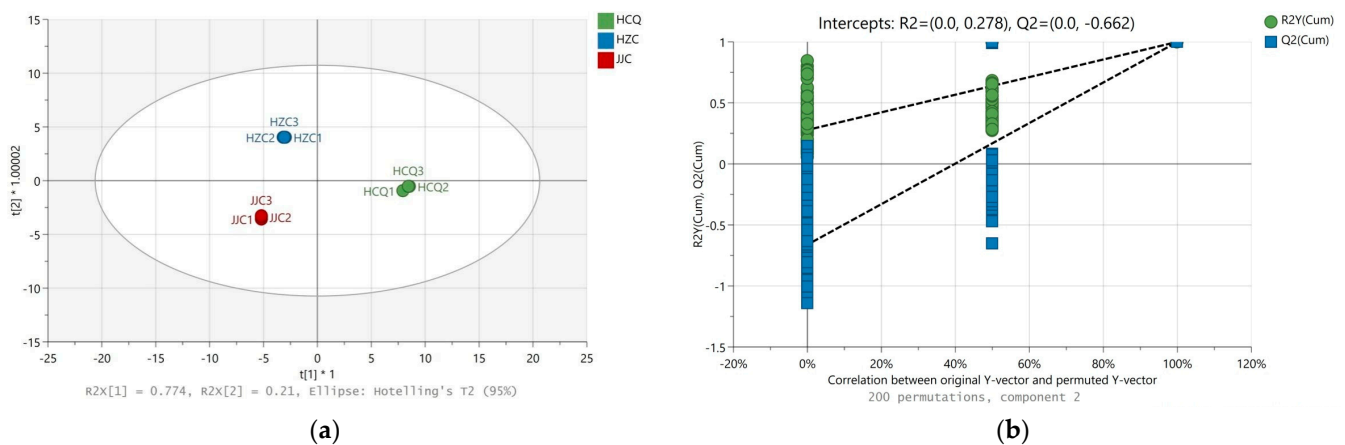 HCQ
HZC
JJC
15
10
5
0
-5
-10
-15
t[2] * 1.00002
HZC3
HZC2 HZC1
HCQ3
HCQ1 HCQ2
JJC3
JJC1 JJC2
-25 -20 -15 -10 -5 0 5 10 15 20 25
t[1] * 1
R2X[1] = 0.774, R2X[2] = 0.21, Ellipse: Hotelling's T2 (95%)
(a)
Intercepts: R2=(0.0, 0.278), Q2=(0.0, -0.662)
R2Y(Cum)
Q2(Cum)
1
0.5
0
-0.5
-1
-1.5
R2Y(Cum), Q2(Cum)
-20% 0% 20% 40% 60% 80% 100% 120%
Correlation between original Y-vector and permuted Y-vector
200 permutations, component 2
(b)